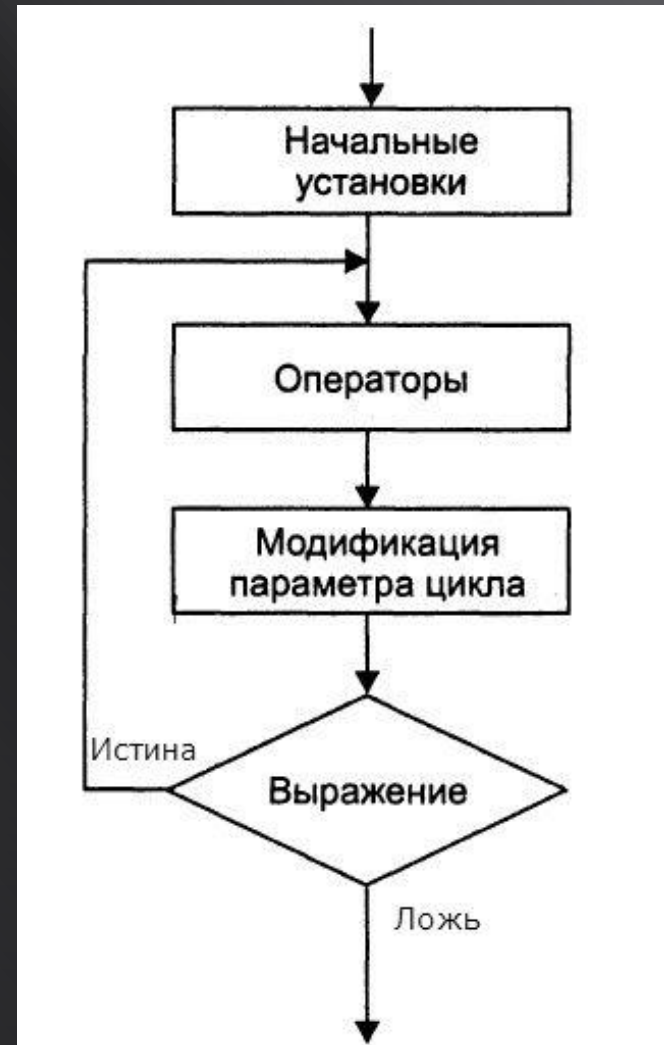 Начальные
установки
Операторы
Модификация
параметра цикла
Истина
Выражение
Ложь